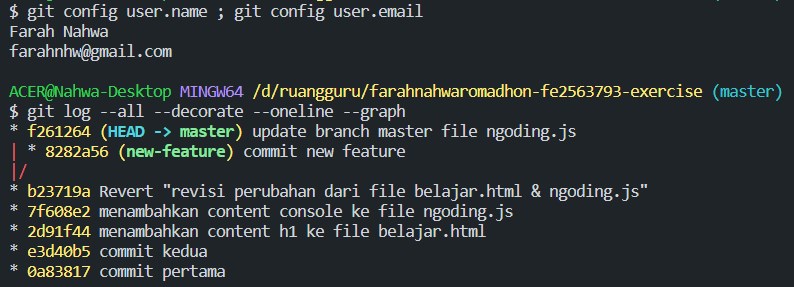 $ git config user.name ; git config user.email
Farah Nahwa
farahnhw@gmail.com
ACER@Nahwa-Desktop MINGW64 /d/ruangguru/farahnahwaromadhon-fe2563793-exercise (master)
$ git log --all --decorate --oneline --graph
* f261264 (HEAD -> master) update branch master file ngoding.js
| * 8282a56 (new-feature) commit new feature
|/
* b23719a Revert "revisi perubahan dari file belajar.html & ngoding.js"
* 7f608e2 menambahkan content console ke file ngoding.js
* 2d91f44 menambahkan content h1 ke file belajar.html
* e3d40b5 commit kedua
* 0a83817 commit pertama